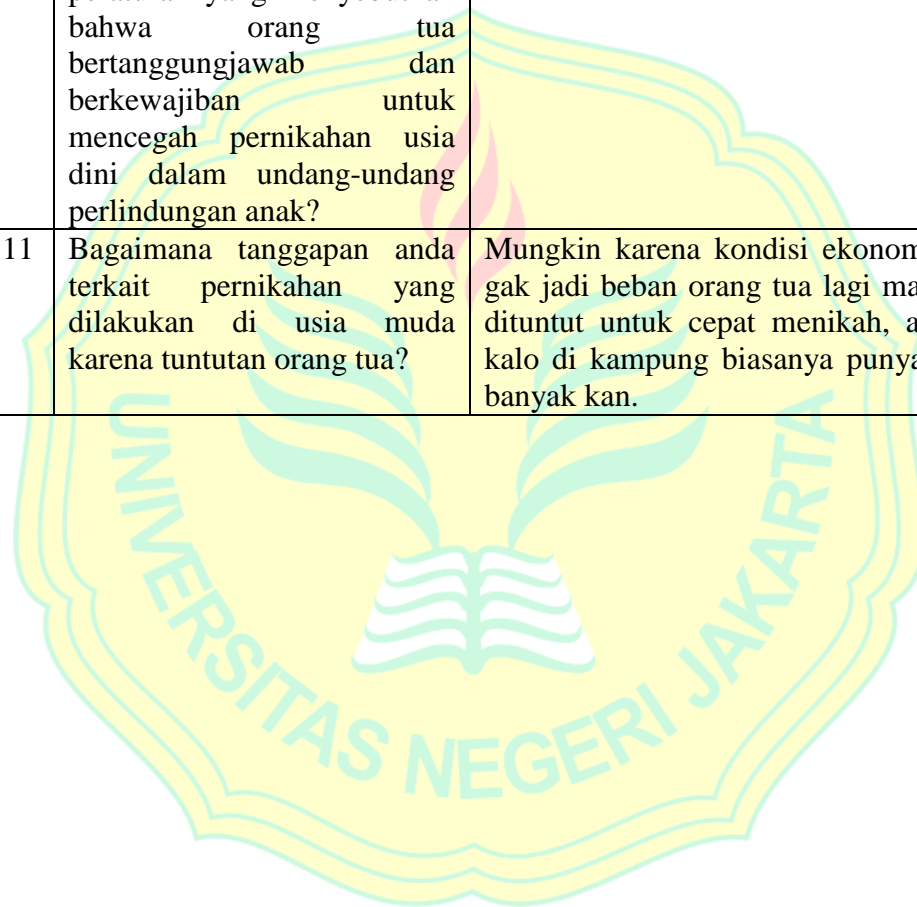 bahwa orang tua
bertanggungjawab dan
berkewajiban untuk
mencegah pernikahan usia
dini dalam undang-undang
perlindungan anak?
11 Bagaimana tanggapan anda
terkait pernikahan yang
dilakukan di usia muda
karena tuntutan orang tua?
Mungkin karena kondisi
gak jadi beban orang tua lagi
dituntut untuk cepat menikah,
kalo di kampung biasanya
banyak kan.
UNIVERSITAS NEGERI JAKARTA